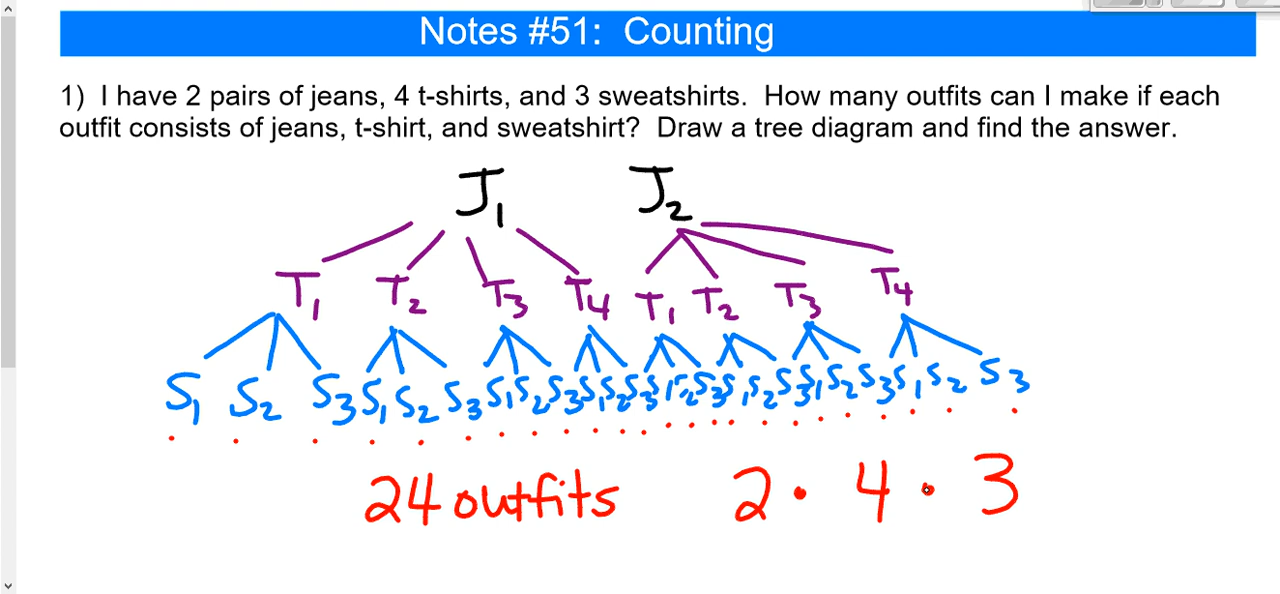 Notes #51: Counting
1) I have 2 pairs of jeans, 4 t-shirts, and 3 sweatshirts. How many outfits can I make if each
outfit consists of jeans, t-shirt, and sweatshirt? Draw a tree diagram and find the answer.
J₁ J₂
T₁ T₂ T₃ T₄ T₁ T₂ T₃ T₄
S₁ S₂ S₃ S₁ S₂ S₃ S₁ S₂ S₃ S₁ S₂ S₃ S₁ S₂ S₃ S₁ S₂ S₃ S₁ S₂ S₃ S₁ S₂ S₃
24 outfits 2 · 4 · 3